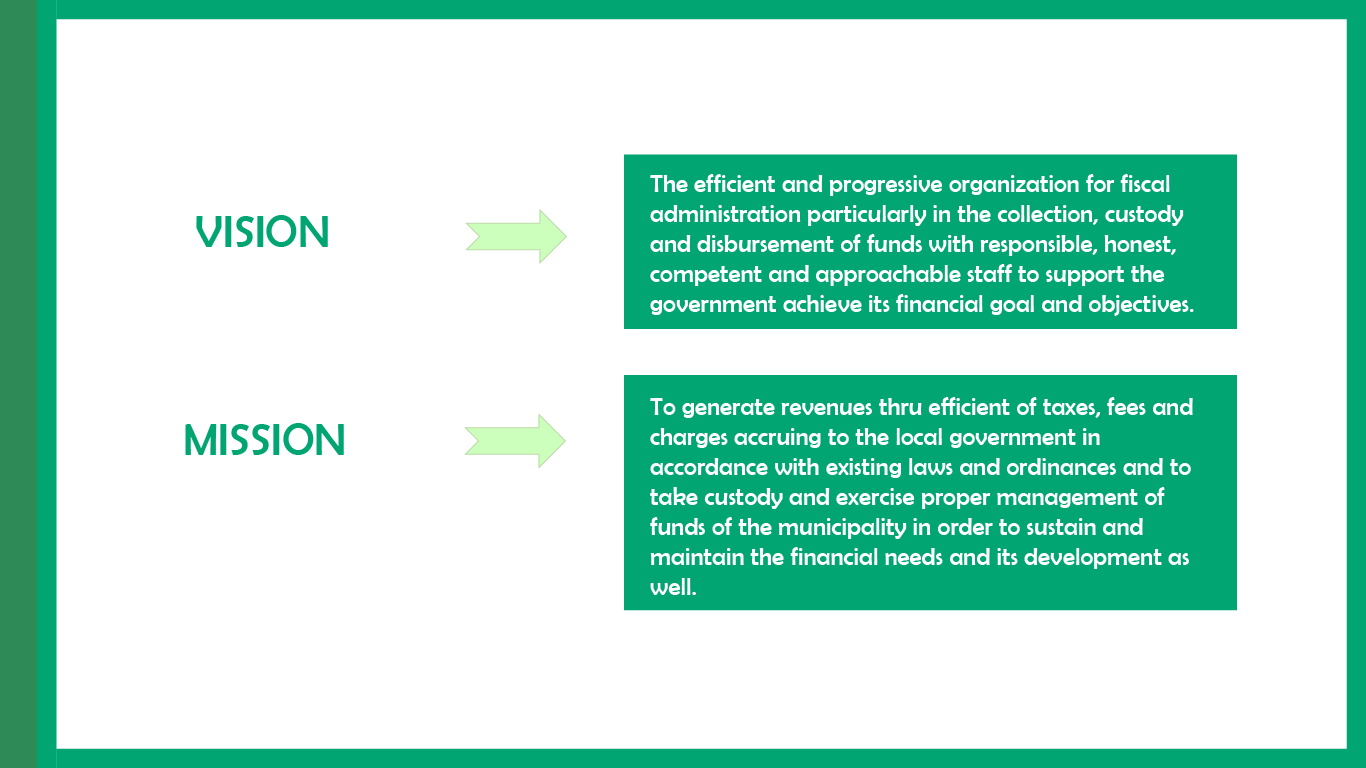 VISION
The efficient and progressive organization for fiscal
administration particularly in the collection, custody
and disbursement of funds with responsible, honest,
competent and approachable staff to support the
government achieve its financial goal and objectives.
MISSION
To generate revenues thru efficient of taxes, fees and
charges accruing to the local government in
accordance with existing laws and ordinances and to
take custody and exercise proper management of
funds of the municipality in order to sustain and
maintain the financial needs and its development as
well.